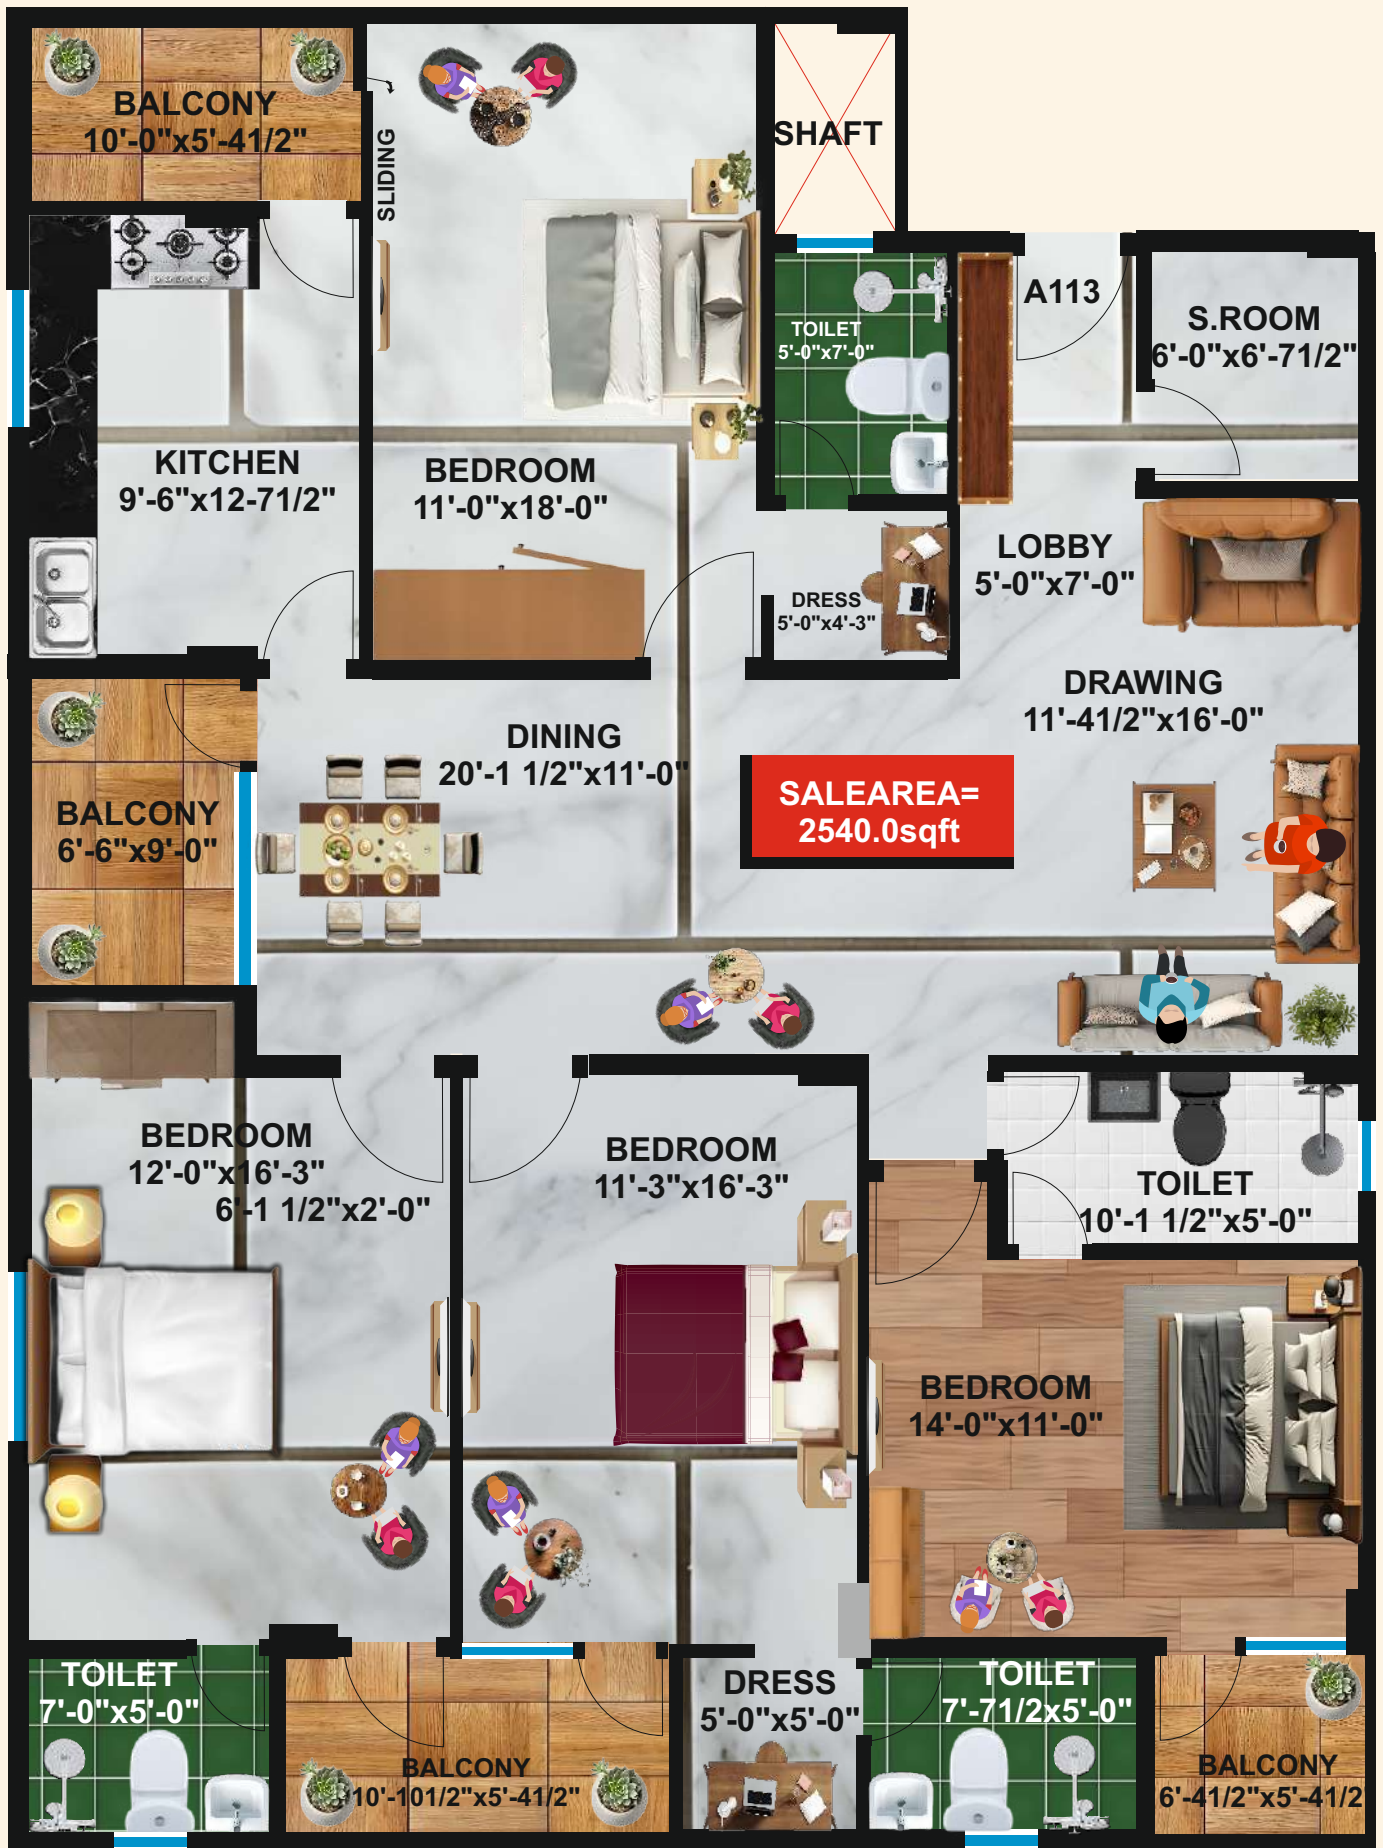 BALCONY
10'-0"x5'-41/2"
SLIDING
SHAFT
A113
S.ROOM
6'-0"x6'-71/2"
TOILET
5'-0"x7'-0"
KITCHEN
9'-6"x12-71/2"
BEDROOM
11'-0"x18'-0"
LOBBY
5'-0"x7'-0"
DRESS
5'-0"x4'-3"
DRAWING
11'-41/2"x16'-0"
DINING
20'-1 1/2"x11'-0"
SALEAREA=
2540.0sqft
BALCONY
6'-6"x9'-0"
BEDROOM
12'-0"x16'-3"
6'-1 1/2"x2'-0"
BEDROOM
11'-3"x16'-3"
TOILET
10'-1 1/2"x5'-0"
BEDROOM
14'-0"x11'-0"
TOILET
7'-0"x5'-0"
BALCONY
10'-101/2"x5'-41/2"
DRESS
5'-0"x5'-0"
TOILET
7'-71/2x5'-0"
BALCONY
6'-41/2"x5'-41/2